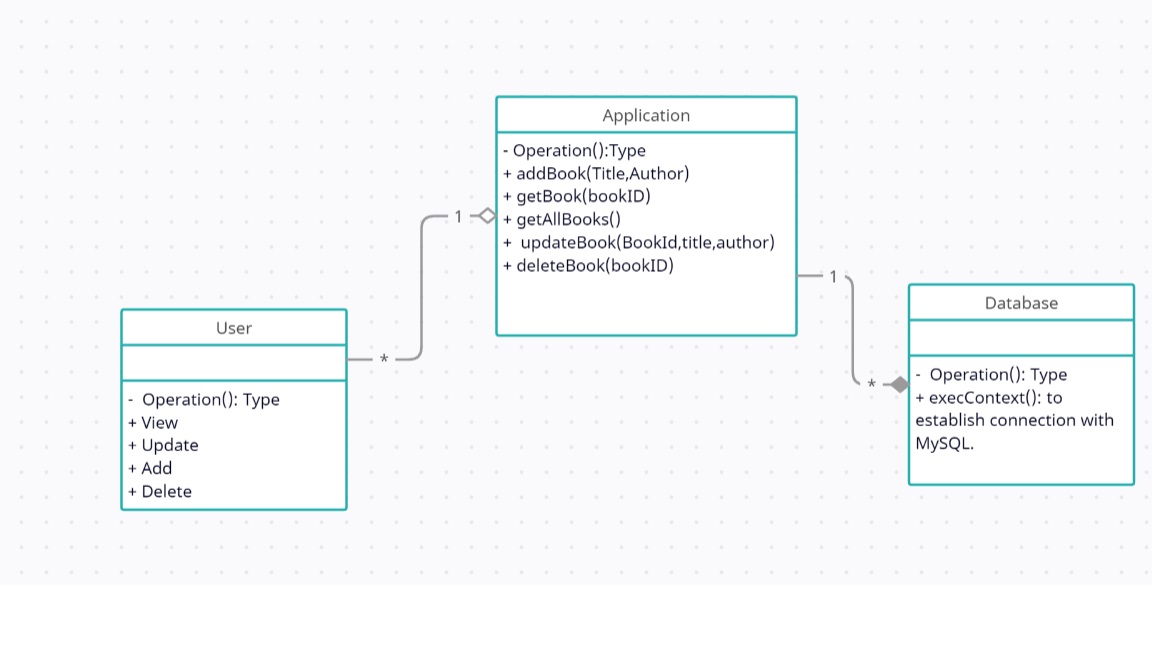 Application
- Operation():Type
+ addBook(Title,Author)
+ getBook(bookID)
+ getAllBooks()
+  updateBook(BookId,title,author)
+ deleteBook(bookID)
1
*
User
-  Operation(): Type
+ View
+ Update
+ Add
+ Delete
1
*
Database
-  Operation(): Type
+ execContext(): to
establish connection with
MySQL.